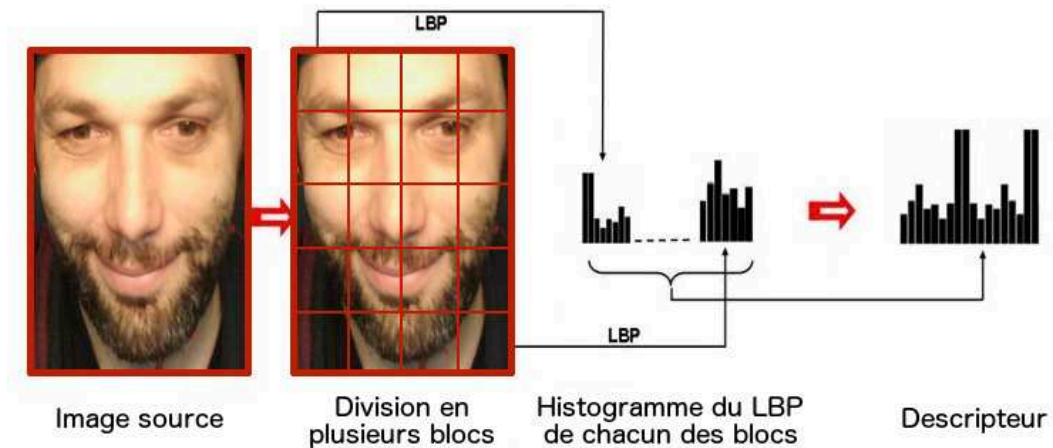 LBP
LBP
Image source
Division en
plusieurs blocs
Histogramme du LBP
de chacun des blocs
Descripteur